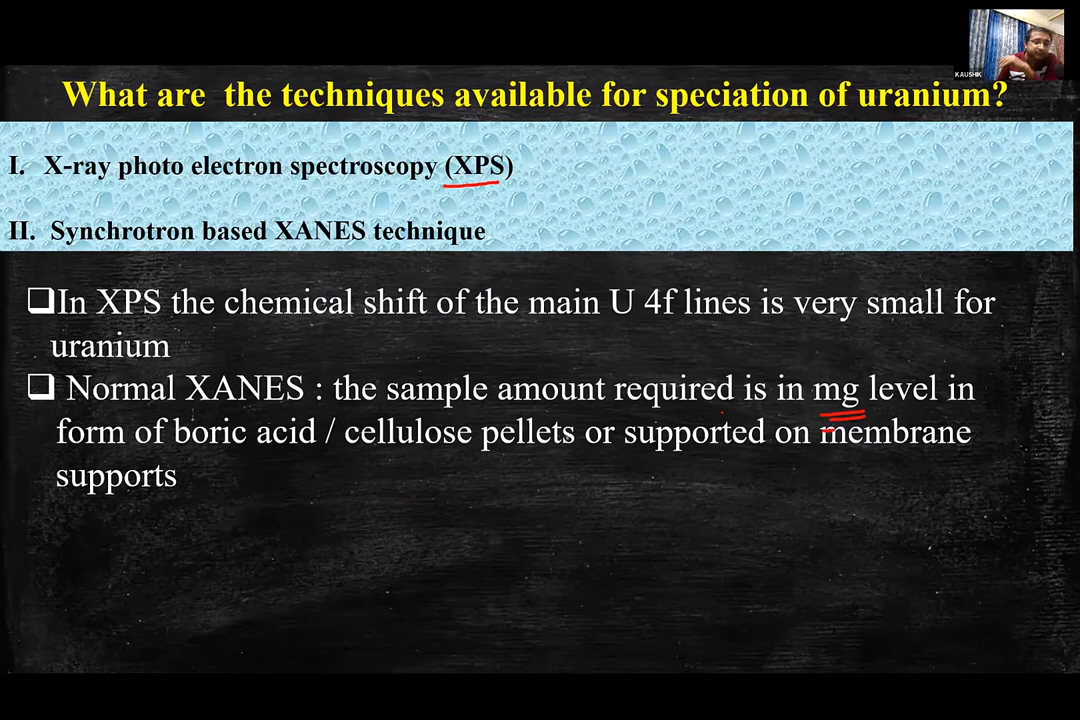 KAUSHIK
What are the techniques available for speciation of uranium?
I. X-ray photo electron spectroscopy (XPS)
II. Synchrotron based XANES technique
❑In XPS the chemical shift of the main U 4f lines is very small for
uranium
❑ Normal XANES : the sample amount required is in mg level in
form of boric acid / cellulose pellets or supported on membrane
supports